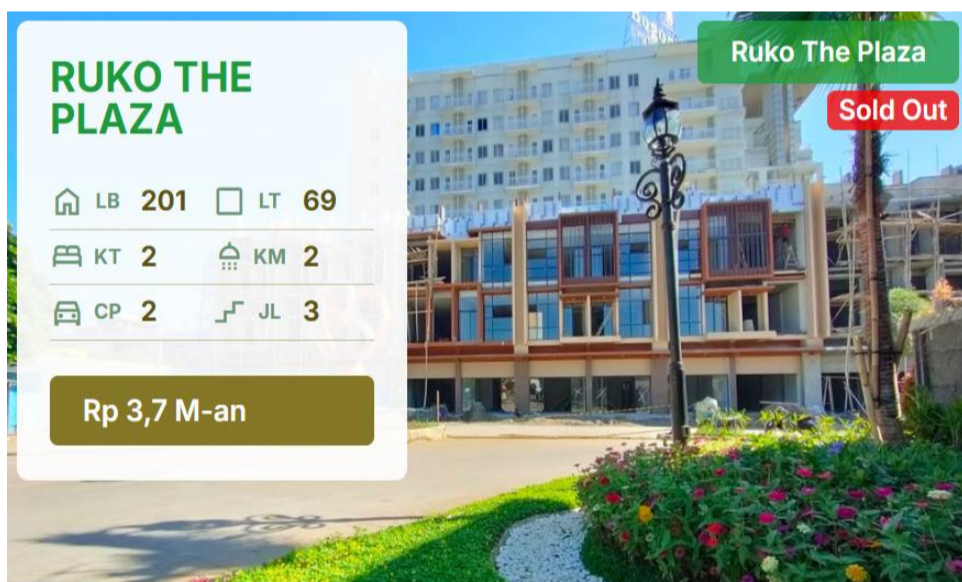 RUKO THE
PLAZA
LB 201 LT 69
KT 2 KM 2
CP 2 JL 3
Rp 3,7 M-an
Ruko The Plaza
Sold Out